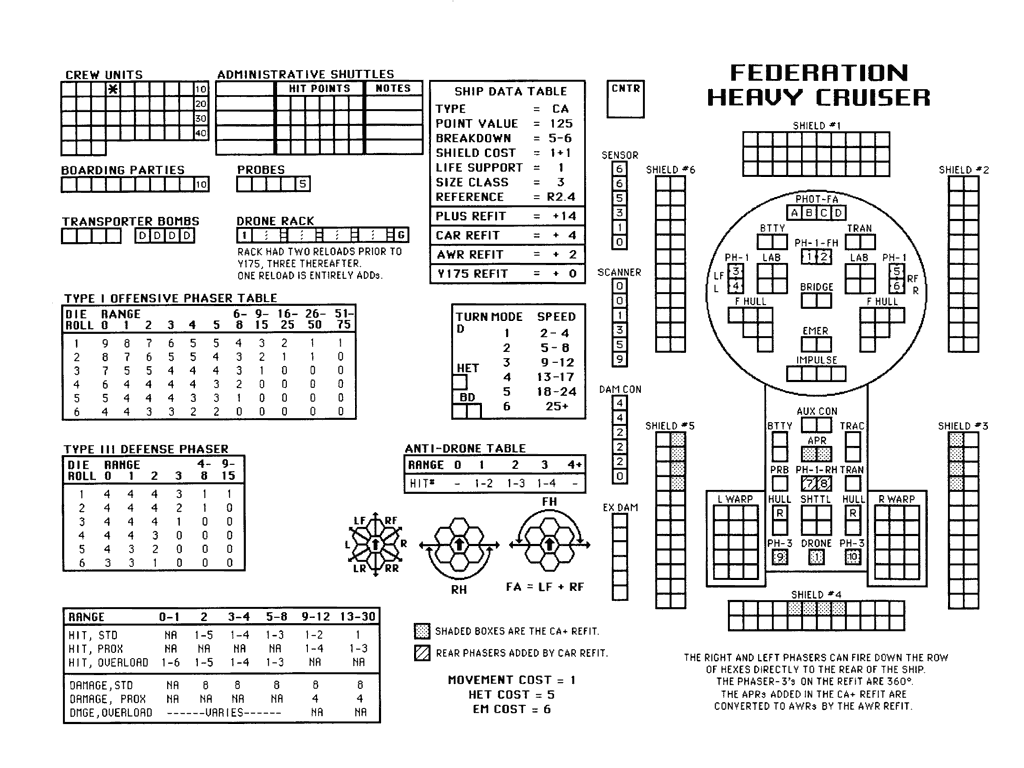 FEDERATION
HEAVY CRUISER
CREW UNITS
*
10
20
30
40
ADMINISTRATIVE SHUTTLES
HIT POINTS NOTES
BOARDING PARTIES
10
PROBES
5
TRANSPORTER BOMBS
D D D D
DRONE RACK
1 G
RACK HAD TWO RELOADS PRIOR TO
Y175, THREE THEREAFTER.
ONE RELOAD IS ENTIRELY ADDs.
SHIP DATA TABLE
TYPE = CA
POINT VALUE = 125
BREAKDOWN = 5-6
SHIELD COST = 1+1
LIFE SUPPORT = 1
SIZE CLASS = 3
REFERENCE = R2.4
PLUS REFIT = +14
CAR REFIT = + 4
AWR REFIT = + 2
Y175 REFIT = + 0
CNTR
TYPE I OFFENSIVE PHASER TABLE
DIE RANGE 6- 9- 16- 26- 51-
ROLL 0 1 2 3 4 5 8 15 25 50 75
1 9 8 7 6 5 5 4 3 2 1 1
2 8 7 6 5 5 4 3 2 1 1 0
3 7 5 5 4 4 4 3 1 0 0 0
4 6 4 4 4 4 3 2 0 0 0 0
5 5 4 4 4 3 3 1 0 0 0 0
6 4 4 3 3 2 2 0 0 0 0 0
TURN MODE SPEED
D 1 2-4
2 5-8
3 9-12
HET 4 13-17
5 18-24
BD 6 25+
TYPE III DEFENSE PHASER
DIE RANGE 4- 9-
ROLL 0 1 2 3 8 15
1 4 4 4 3 1 1
2 4 4 4 2 1 0
3 4 4 4 1 0 0
4 4 4 3 0 0 0
5 4 3 2 0 0 0
6 3 3 1 0 0 0
ANTI-DRONE TABLE
RANGE 0 1 2 3 4+
HIT# - 1-2 1-3 1-4 -
LF RF
L R
LR RR
RH
FH
FA = LF + RF
RANGE 0-1 2 3-4 5-8 9-12 13-30
HIT, STD NA 1-5 1-4 1-3 1-2 1
HIT, PROX NA NA NA NA 1-4 1-3
HIT, OVERLOAD 1-6 1-5 1-4 1-3 NA NA
DAMAGE, STD NA 8 8 8 8 8
DAMAGE, PROX NA NA NA NA 4 4
DMGE, OVERLOAD ------VARIES------ NA NA
SHADED BOXES ARE THE CA+ REFIT.
REAR PHASERS ADDED BY CAR REFIT.
MOVEMENT COST = 1
HET COST = 5
EM COST = 6
SENSOR
6
6
5
3
1
0
SCANNER
0
0
1
3
5
9
DAM CON
4
4
2
2
2
0
EX DAM
SHIELD #1
SHIELD #6
SHIELD #2
PHOT-FA
A B C D
BTTY TRAN
PH-1-FH
1 2
PH-1 LAB LAB PH-1
LF 3 5 RF
L 4 6 R
BRIDGE
F HULL F HULL
EMER
IMPULSE
SHIELD #5
SHIELD #3
AUX CON
BTTY APR TRAC
PRB PH-1-RH TRAN
7 8
HULL SHTTL HULL
R R
L WARP R WARP
PH-3 DRONE PH-3
9 1 10
SHIELD #4
THE RIGHT AND LEFT PHASERS CAN FIRE DOWN THE ROW
OF HEXES DIRECTLY TO THE REAR OF THE SHIP.
THE PHASER-3's ON THE REFIT ARE 360°.
THE APRs ADDED IN THE CA+ REFIT ARE
CONVERTED TO AWRs BY THE AWR REFIT.